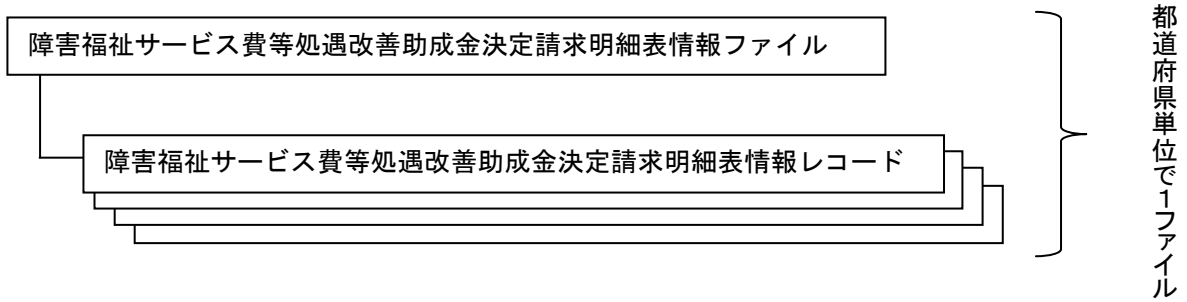 障害福祉サービス費等処遇改善助成金決定請求明細表情報ファイル
障害福祉サービス費等処遇改善助成金決定請求明細表情報レコード
都道府県単位で１ファイル